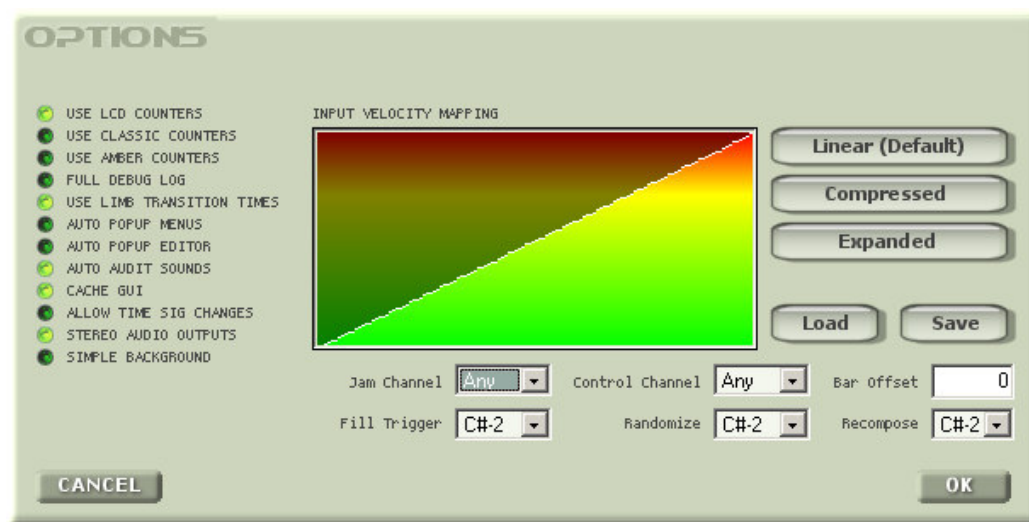 OPTIONS
USE LCD COUNTERS
USE CLASSIC COUNTERS
USE AMBER COUNTERS
FULL DEBUG LOG
USE LIMB TRANSITION TIMES
AUTO POPUP MENUS
AUTO POPUP EDITOR
AUTO AUDIT SOUNDS
CACHE GUI
ALLOW TIME SIG CHANGES
STEREO AUDIO OUTPUTS
SIMPLE BACKGROUND
INPUT VELOCITY MAPPING
Linear (Default)
Compressed
Expanded
Load Save
Jam Channel Any Control Channel Any Bar Offset 0
Fill Trigger C#-2 Randomize C#-2 Recompose C#-2
CANCEL OK